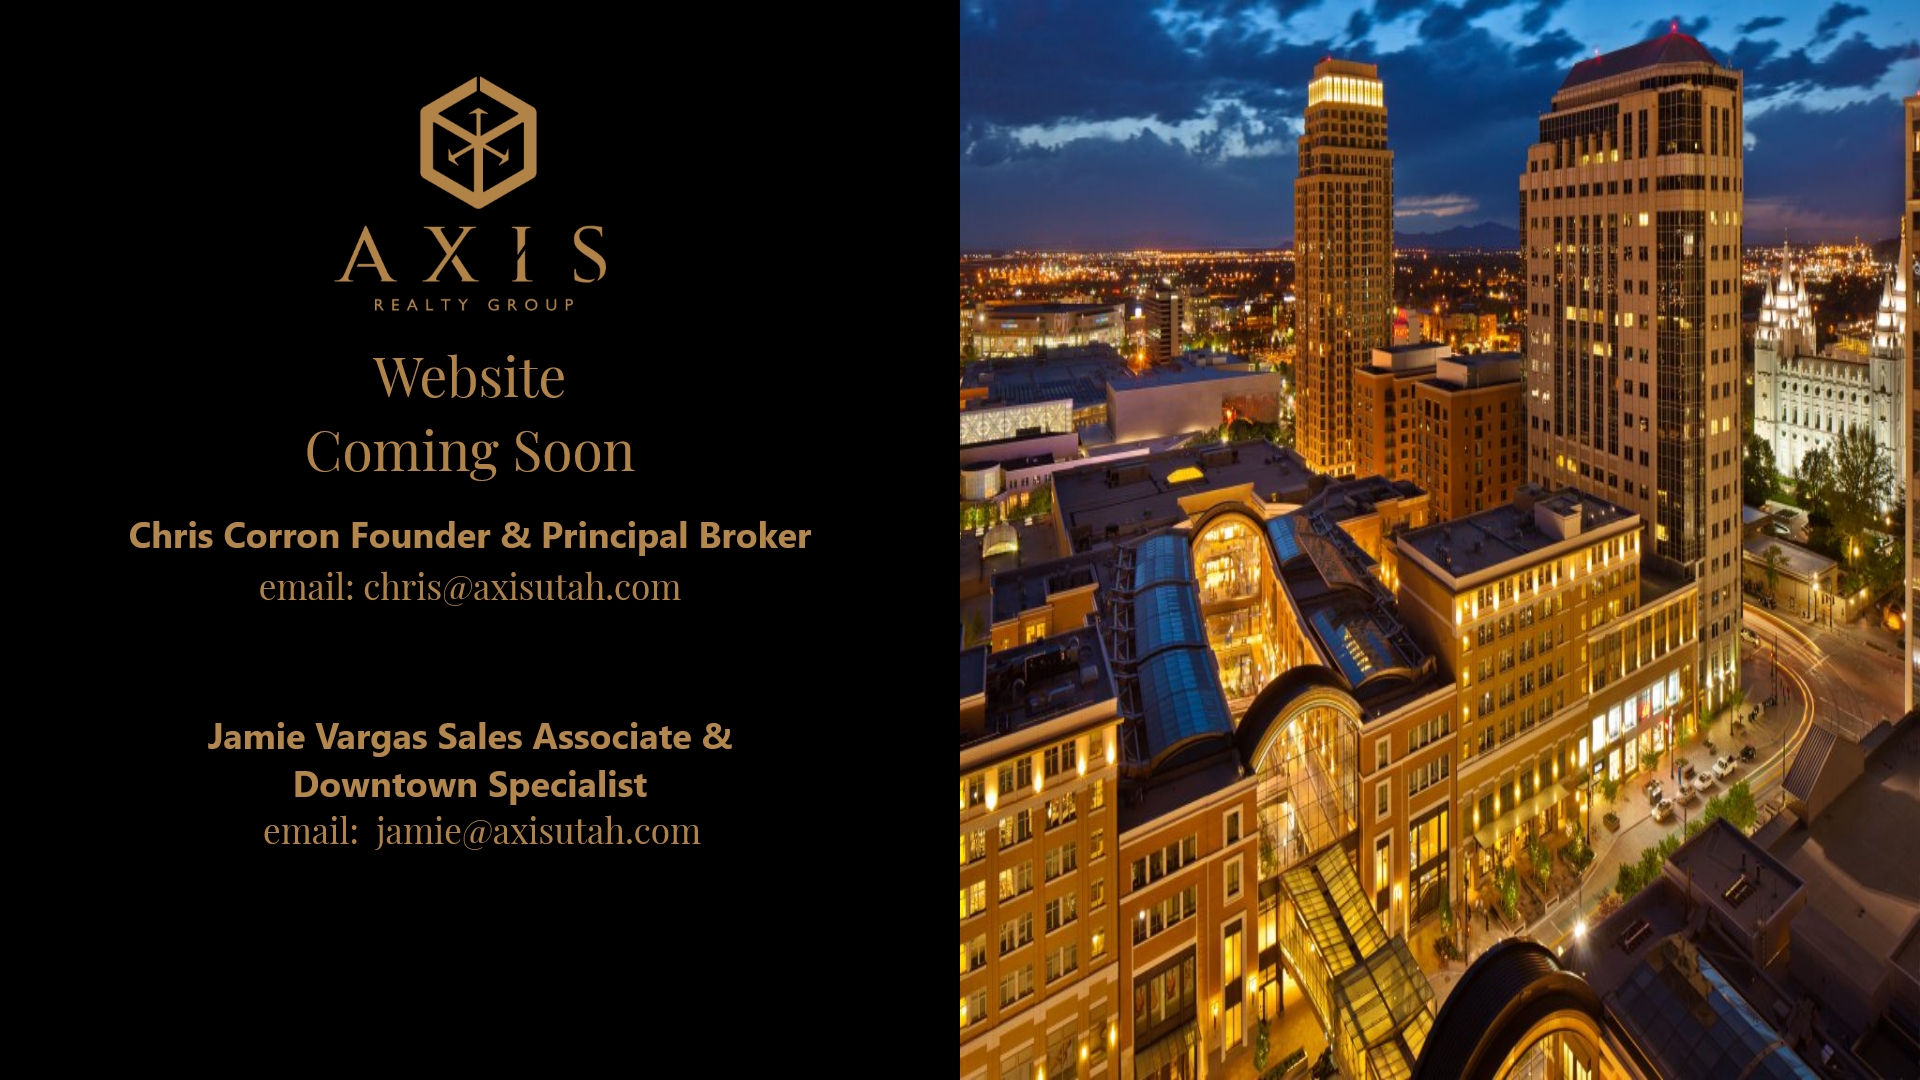 AXIS
REALTY GROUP
Website
Coming Soon
Chris Corron Founder & Principal Broker
email: chris@axisutah.com
Jamie Vargas Sales Associate &
Downtown Specialist
email: jamie@axisutah.com